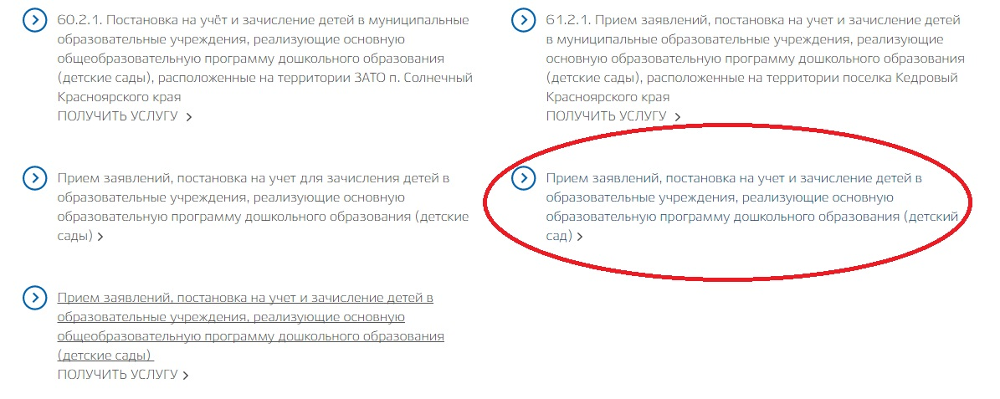 60.2.1. Постановка на учёт и зачисление детей в муниципальные
образовательные учреждения, реализующие основную
общеобразовательную программу дошкольного образования
(детские сады), расположенные на территории ЗАТО п. Солнечный
Красноярского края
ПОЛУЧИТЬ УСЛУГУ
61.2.1. Прием заявлений, постановка на учет и зачисление детей
в муниципальные образовательные учреждения, реализующие
основную образовательную программу дошкольного образования
(детские сады), расположенные на территории поселка Кедровый
Красноярского края
ПОЛУЧИТЬ УСЛУГУ
Прием заявлений, постановка на учет для зачисления детей в
образовательные учреждения, реализующие основную
образовательную программу дошкольного образования (детские
сады)
Прием заявлений, постановка на учет и зачисление детей в
образовательные учреждения, реализующие основную
образовательную программу дошкольного образования (детский
сад)
Прием заявлений, постановка на учет и зачисление детей в
образовательные учреждения, реализующие основную
общеобразовательную программу дошкольного образования
(детские сады)
ПОЛУЧИТЬ УСЛУГУ